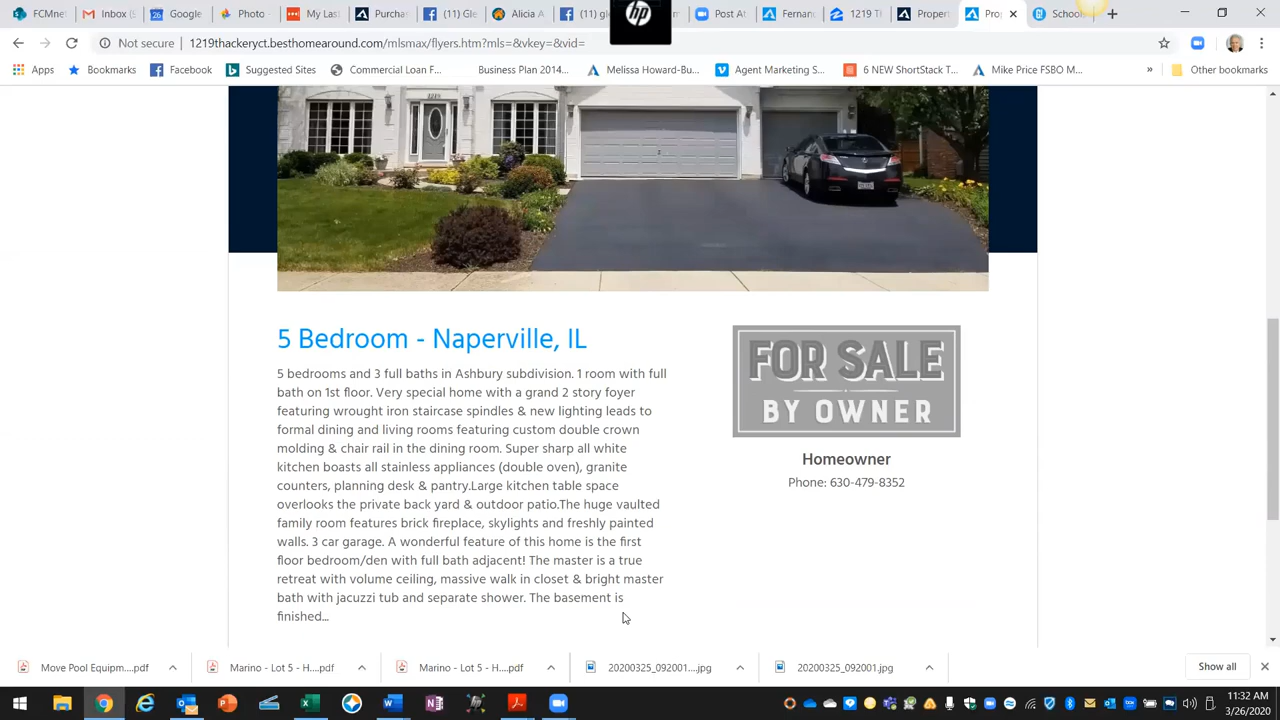 FCMnet
Inbox
26 Google
My Las
(11) Gle
Alicia A
(11) Gle
hp
Post ad
Fernan
1219 T
Propert
Pro
Schools
Not secure
1219thackeryct.besthomearound.com/mlsmax/flyers.htm?mls=&vkey=&vid=
Apps
Bookmarks
Facebook
Suggested Sites
Commercial Loan F...
Business Plan 2014...
Melissa Howard-Bu...
Agent Marketing S...
6 NEW ShortStack T...
Mike Price FSBO M...
»
Other bookmarks
5 Bedroom - Naperville, IL
5 bedrooms and 3 full baths in Ashbury subdivision. 1 room with full
bath on 1st floor. Very special home with a grand 2 story foyer
featuring wrought iron staircase spindles & new lighting leads to
formal dining and living rooms featuring custom double crown
molding & chair rail in the dining room. Super sharp all white
kitchen boasts all stainless appliances (double oven), granite
counters, planning desk & pantry.Large kitchen table space
overlooks the private back yard & outdoor patio.The huge vaulted
family room features brick fireplace, skylights and freshly painted
walls. 3 car garage. A wonderful feature of this home is the first
floor bedroom/den with full bath adjacent! The master is a true
retreat with volume ceiling, massive walk in closet & bright master
bath with jacuzzi tub and separate shower. The basement is
finished...
FOR SALE
BY OWNER
Homeowner
Phone: 630-479-8352
Move Pool Equipm....pdf
Marino - Lot 5 - H....pdf
Marino - Lot 5 - H....pdf
20200325_092001....jpg
20200325_092001.jpg
Show all
11:32 AM
3/26/2020